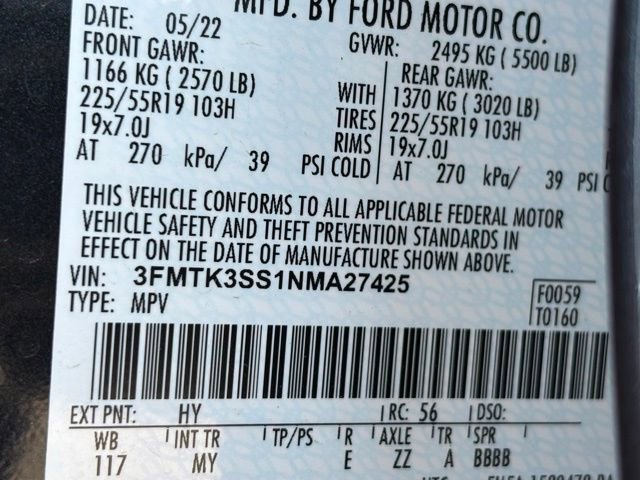 MFD. BY FORD MOTOR CO.
DATE: 05/22 GVWR: 2495 KG ( 5500 LB)
FRONT GAWR: REAR GAWR:
1166 KG ( 2570 LB) WITH 1370 KG ( 3020 LB)
225/55R19 103H TIRES 225/55R19 103H
19x7.0J RIMS 19x7.0J
AT 270 kPa/ 39 PSI COLD AT 270 kPa/ 39 PSI
THIS VEHICLE CONFORMS TO ALL APPLICABLE FEDERAL MOTOR
VEHICLE SAFETY AND THEFT PREVENTION STANDARDS IN
EFFECT ON THE DATE OF MANUFACTURE SHOWN ABOVE.
VIN: 3FMTK3SS1NMA27425 F0059
TYPE: MPV T0160
EXT PNT: HY RC: 56 DSO:
WB INT TR TP/PS R AXLE TR SPR
117 MY E ZZ A BBBB